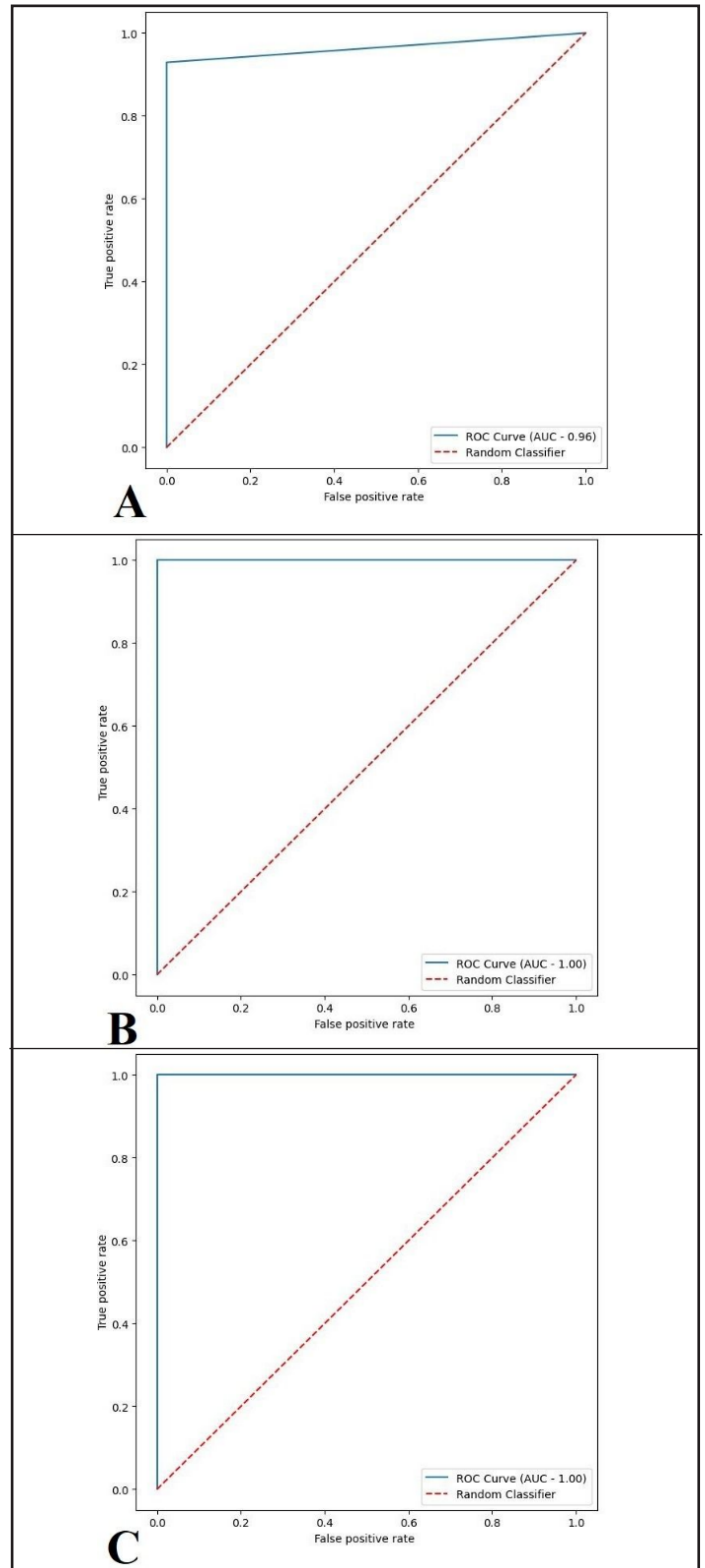 1.0
0.8
0.6
0.4
0.2
0.0
True positive rate
ROC Curve (AUC - 0.96)
Random Classifier
0.0 0.2 0.4 0.6 0.8 1.0
False positive rate
A
1.0
0.8
0.6
0.4
0.2
0.0
True positive rate
ROC Curve (AUC - 1.00)
Random Classifier
0.0 0.2 0.4 0.6 0.8 1.0
False positive rate
B
1.0
0.8
0.6
0.4
0.2
0.0
True positive rate
ROC Curve (AUC - 1.00)
Random Classifier
0.0 0.2 0.4 0.6 0.8 1.0
False positive rate
C